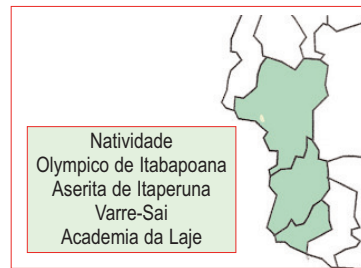 Natividade
Olympico de Itabapoana
Aserita de Itaperuna
Varre-Sai
Academia da Laje